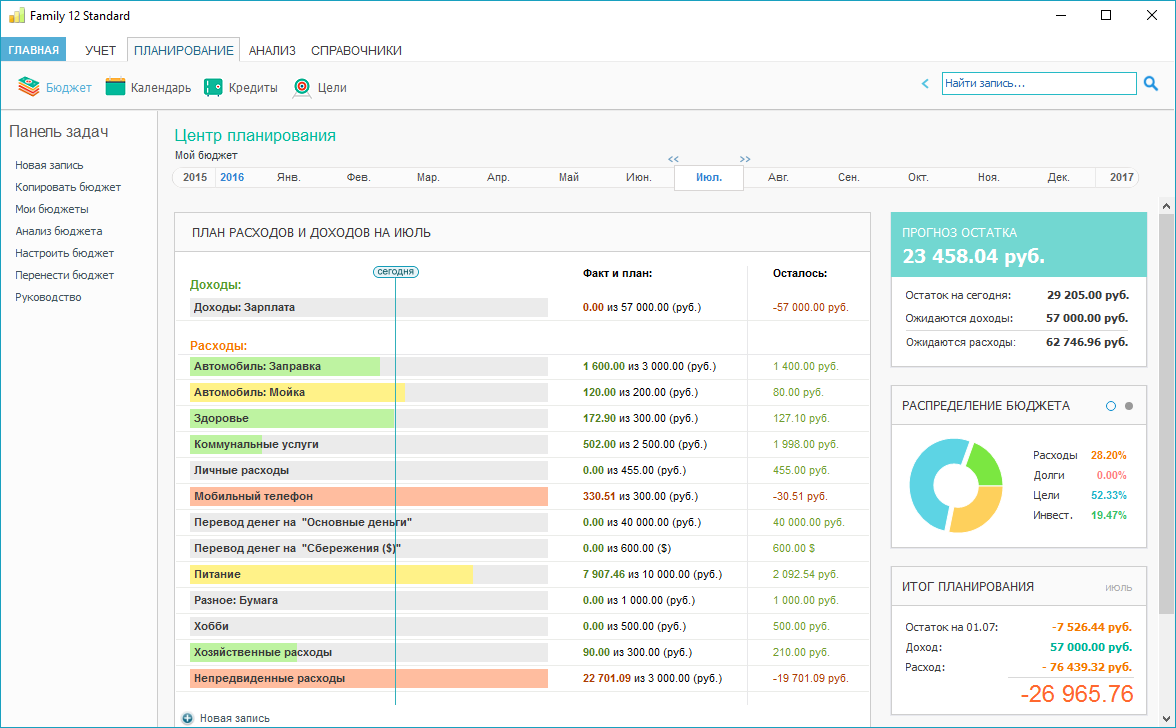 Family 12 Standard
ГЛАВНАЯ УЧЕТ ПЛАНИРОВАНИЕ АНАЛИЗ СПРАВОЧНИКИ
Бюджет Календарь Кредиты Цели < Найти запись...
Панель задач
Новая запись
Копировать бюджет
Мои бюджеты
Анализ бюджета
Настроить бюджет
Перенести бюджет
Руководство
Центр планирования
Мой бюджет
<< >>
2015 2016 Янв. Фев. Мар. Апр. Май Июн. Июл. Авг. Сен. Окт. Ноя. Дек. 2017
ПЛАН РАСХОДОВ И ДОХОДОВ НА ИЮЛЬ
сегодня Факт и план: Осталось:
Доходы:
Доходы: Зарплата 0.00 из 57 000.00 (руб.) -57 000.00 руб.
Расходы:
Автомобиль: Заправка 1 600.00 из 3 000.00 (руб.) 1 400.00 руб.
Автомобиль: Мойка 120.00 из 200.00 (руб.) 80.00 руб.
Здоровье 172.90 из 300.00 (руб.) 127.10 руб.
Коммунальные услуги 502.00 из 2 500.00 (руб.) 1 998.00 руб.
Личные расходы 0.00 из 455.00 (руб.) 455.00 руб.
Мобильный телефон 330.51 из 300.00 (руб.) -30.51 руб.
Перевод денег на "Основные деньги" 0.00 из 40 000.00 (руб.) 40 000.00 руб.
Перевод денег на "Сбережения ($)" 0.00 из 600.00 ($) 600.00 $
Питание 7 907.46 из 10 000.00 (руб.) 2 092.54 руб.
Разное: Бумага 0.00 из 1 000.00 (руб.) 1 000.00 руб.
Хобби 0.00 из 500.00 (руб.) 500.00 руб.
Хозяйственные расходы 90.00 из 300.00 (руб.) 210.00 руб.
Непредвиденные расходы 22 701.09 из 3 000.00 (руб.) -19 701.09 руб.
Новая запись
ПРОГНОЗ ОСТАТКА
23 458.04 руб.
Остаток на сегодня: 29 205.00 руб.
Ожидаются доходы: 57 000.00 руб.
Ожидаются расходы: 62 746.96 руб.
РАСПРЕДЕЛЕНИЕ БЮДЖЕТА
Расходы 28.20%
Долги 0.00%
Цели 52.33%
Инвест. 19.47%
ИТОГ ПЛАНИРОВАНИЯ ИЮЛЬ
Остаток на 01.07: -7 526.44 руб.
Доход: 57 000.00 руб.
Расход: - 76 439.32 руб.
-26 965.76